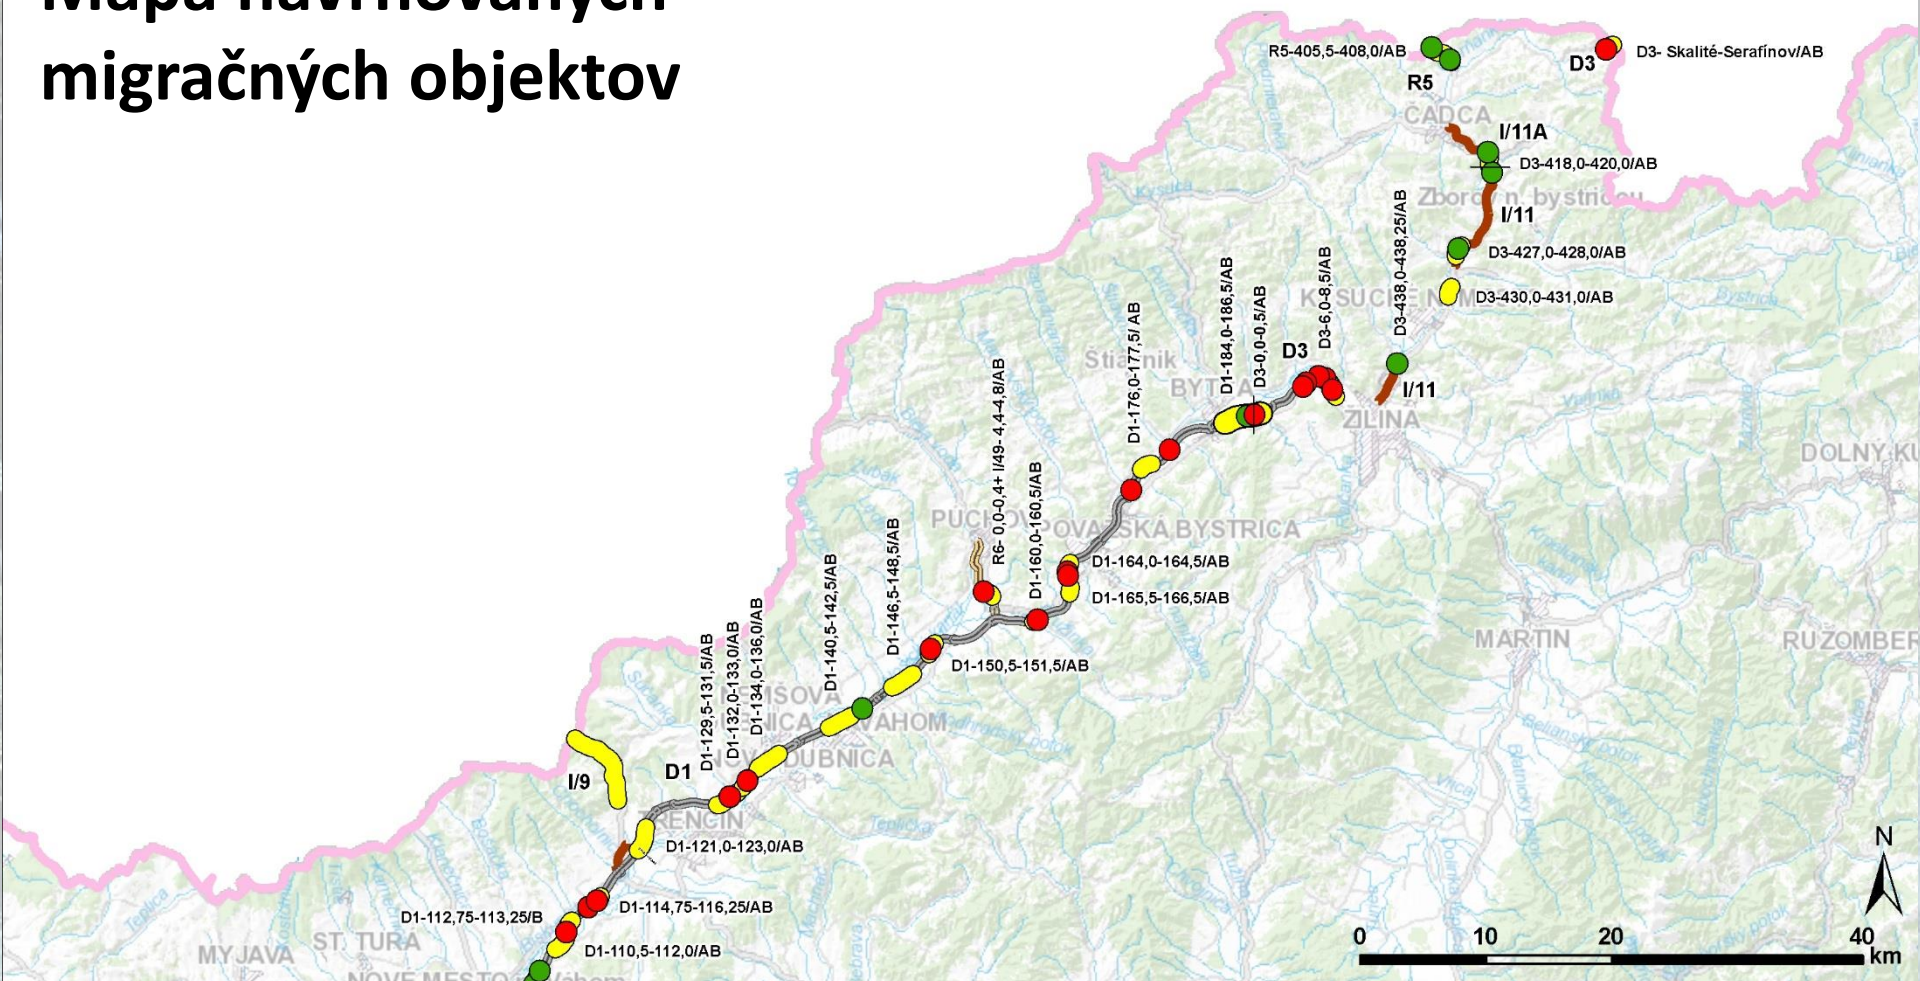 Mapa navrhovaných
migračných objektov
R5-405,5-408,0/AB
R5
D3
D3- Skalité-Serafínov/AB
ČADCA
I/11A
D3-418,0-420,0/AB
Kysuca
I/11
D3-427,0-428,0/AB
D3-430,0-431,0/AB
Bystrica
D3-438,0-438,25/AB
D3-6,0-8,5/AB
D3-0,0-0,5/AB
D1-184,0-186,5/AB
D1-176,0-177,5/ AB
D3
I/11
ŽILINA
DOLNÝ KU
R6- 0,0-0,4+ I/49- 4,4-4,8/AB
D1-160,0-160,5/AB
D1-164,0-164,5/AB
D1-165,5-166,5/AB
D1-146,5-148,5/AB
D1-140,5-142,5/AB
D1-150,5-151,5/AB
MARTIN
RUŽOMBER
D1-129,5-131,5/AB
D1-132,0-133,0/AB
D1-134,0-136,0/AB
I/9
D1
TRENČÍN
Teplička
D1-121,0-123,0/AB
D1-112,75-113,25/B
D1-114,75-116,25/AB
D1-110,5-112,0/AB
Teplica
MYJAVA
ST. TURÁ
N
0 10 20 40
km